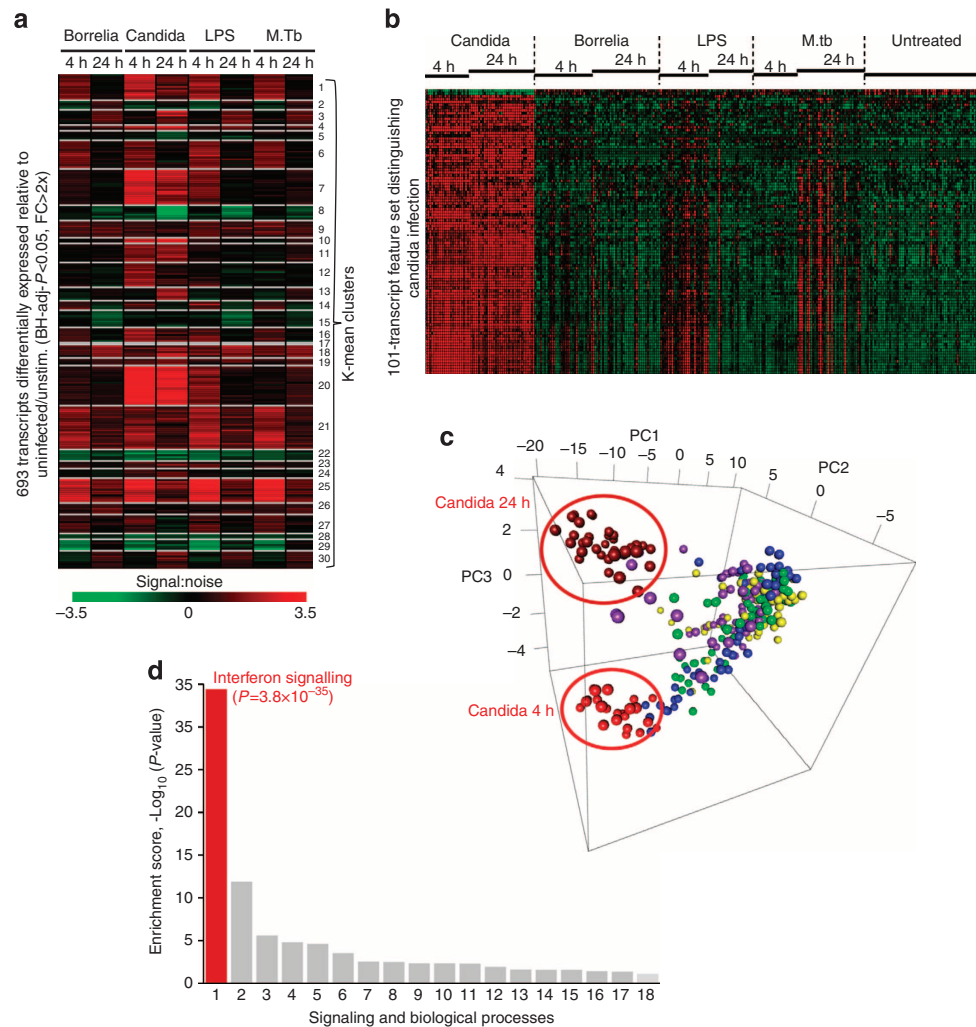 a
Borrelia Candida LPS M.Tb
4 h 24 h 4 h 24 h 4 h 24 h 4 h 24 h
693 transcripts differentially expressed relative to
uninfected/unstim. (BH-adj-P<0.05, FC>2x)
1
2
3
4
5
6
7
8
9
10
11
12
13
14
15
16
17
18
19
20
21
22
23
24
25
26
27
28
29
30
K-mean clusters
Signal:noise
–3.5 0 3.5
b
Candida Borrelia LPS M.tb Untreated
4 h 24 h 4 h 24 h 4 h 24 h 4 h 24 h
101-transcript feature set distinguishing
candida infection
c
PC1
–20 –15 –10 –5 0 5 10
PC2
5 0 –5
4
2
0
–2
–4
PC3
Candida 24 h
Candida 4 h
d
Interferon signalling
(P=3.8×10⁻³⁵)
35
35
25
20
15
10
5
0
Enrichment score, -Log₁₀ (P-value)
1 2 3 4 5 6 7 8 9 10 11 12 13 14 15 16 17 18
Signaling and biological processes